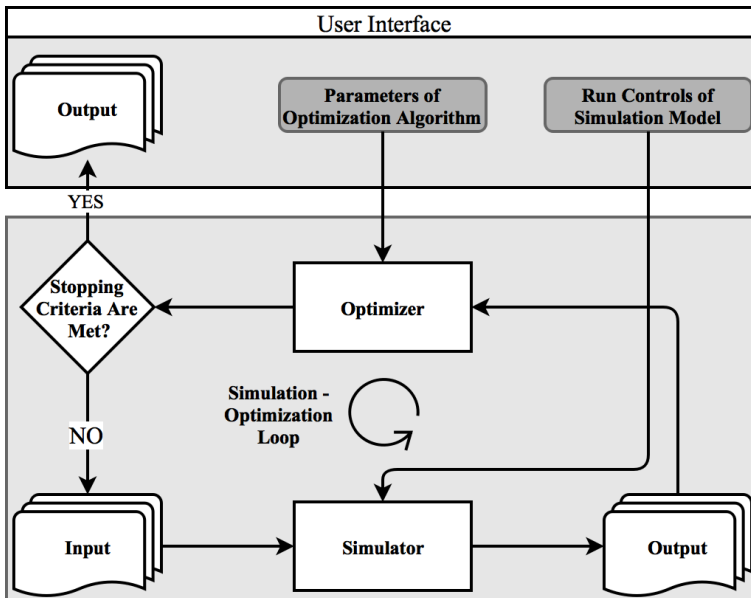 User Interface
Output
Parameters of
Optimization Algorithm
Run Controls of
Simulation Model
YES
Stopping
Criteria Are
Met?
Optimizer
Simulation -
Optimization
Loop
NO
Input
Simulator
Output